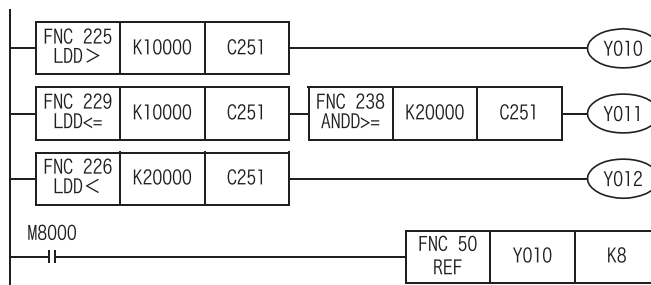 FNC 225
LDD>
K10000
C251
Y010
FNC 229
LDD<=
K10000
C251
FNC 238
ANDD>=
K20000
C251
Y011
FNC 226
LDD<
K20000
C251
Y012
M8000
FNC 50
REF
Y010
K8